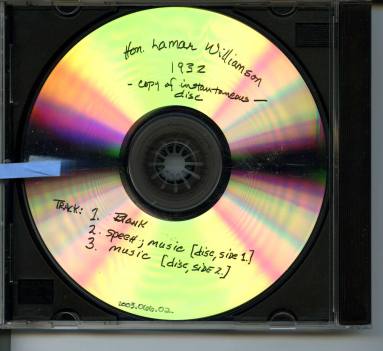 Hon. Lamar Williamson
1932
- copy of instantaneous -
disc
TRACK: 1. Blank
2. speech; music [disc, side 1.]
3. music [disc, side 2.]
2003.066.02